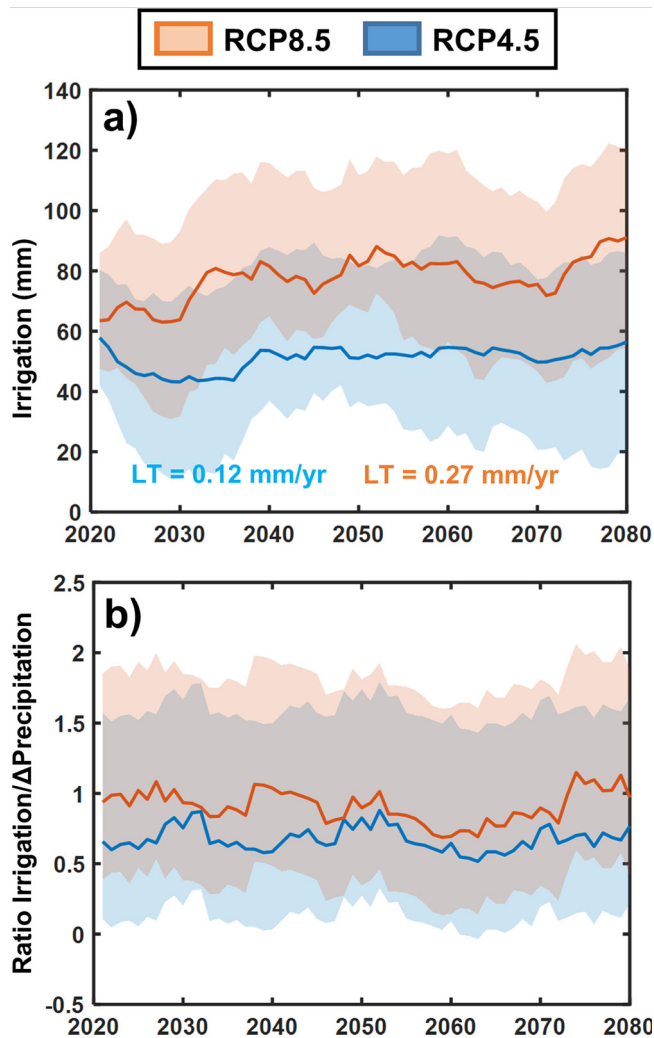 RCP8.5 RCP4.5
a)
140
120
100
80
60
40
20
0
Irrigation (mm)
LT = 0.12 mm/yr LT = 0.27 mm/yr
2020 2030 2040 2050 2060 2070 2080
b)
2.5
2
1.5
1
0.5
0
-0.5
Ratio Irrigation/ΔPrecipitation
2020 2030 2040 2050 2060 2070 2080